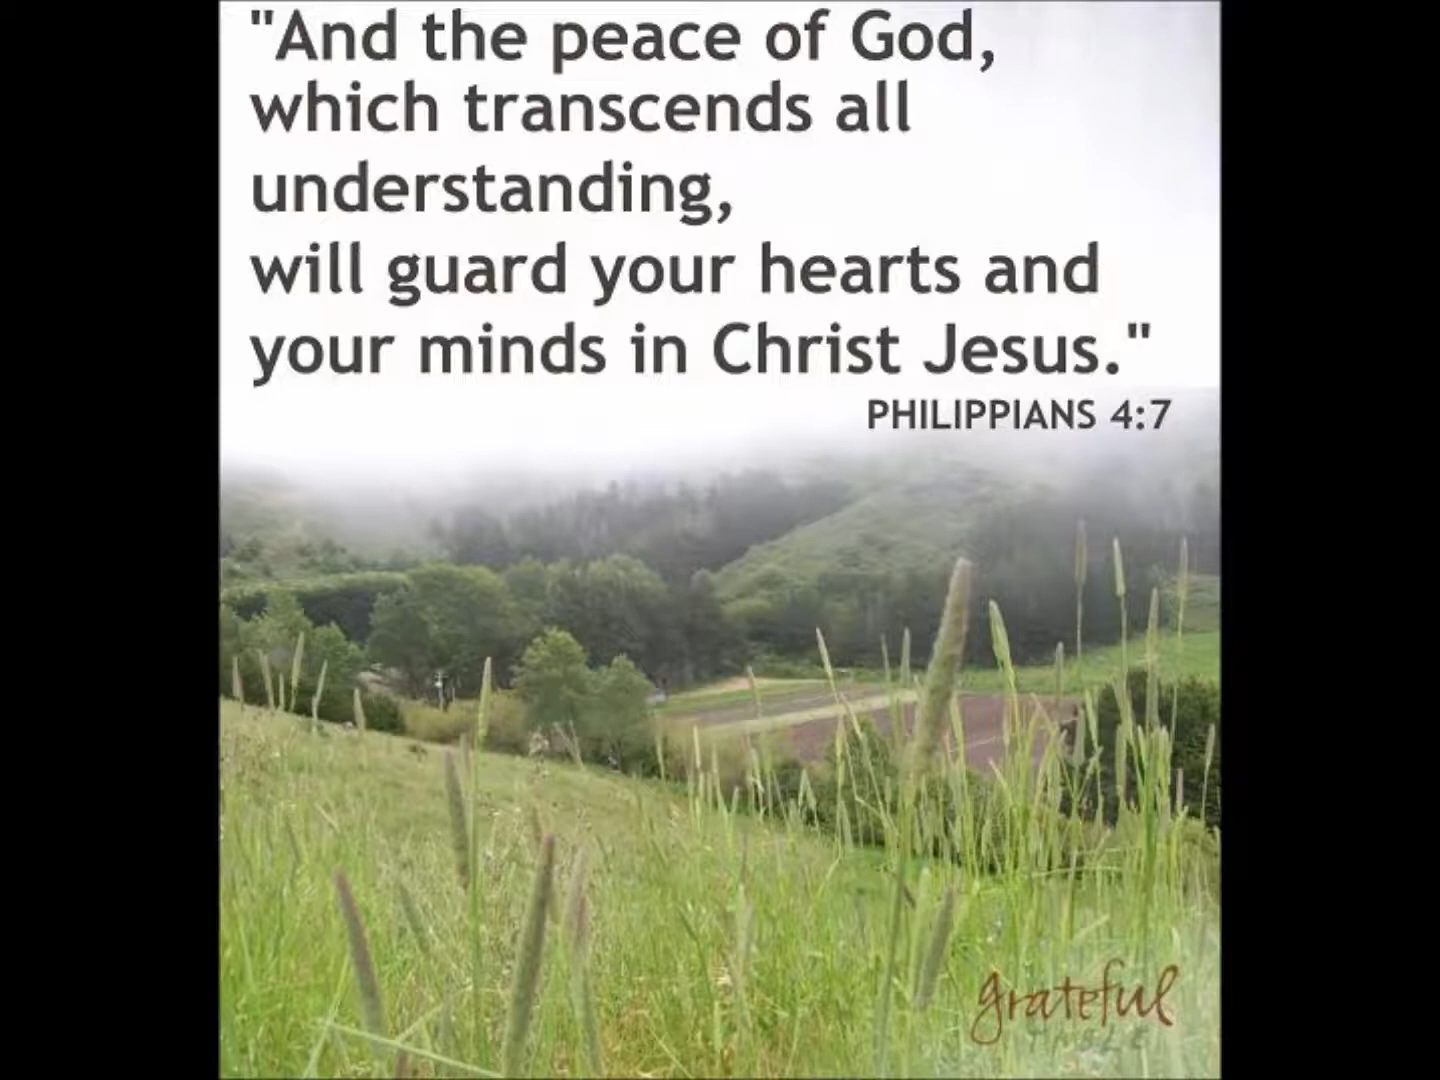 "And the peace of God,
which transcends all
understanding,
will guard your hearts and
your minds in Christ Jesus."
PHILIPPIANS 4:7
grateful